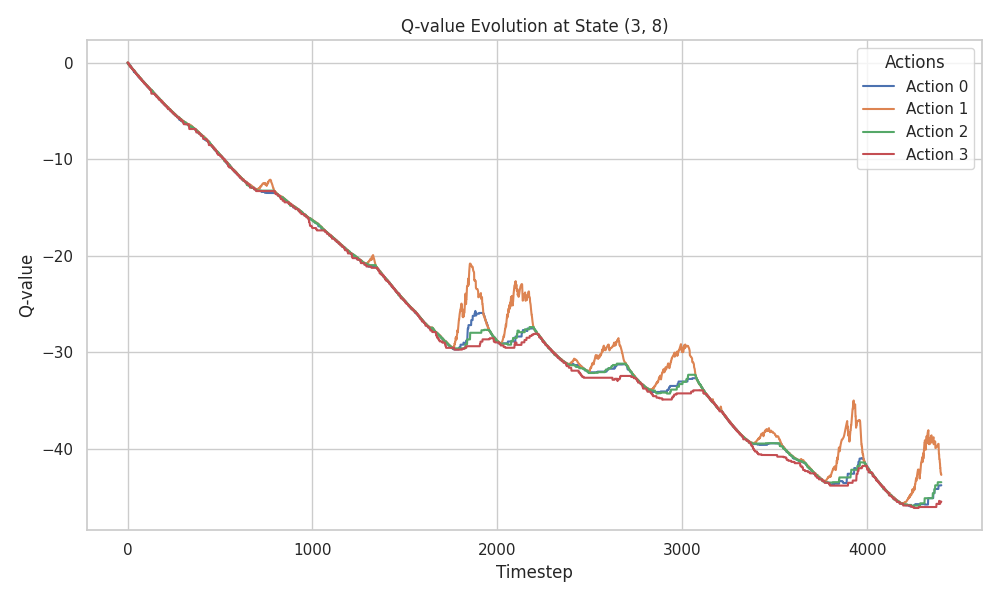 Q-value Evolution at State (3, 8)
Actions
Action 0
Action 1
Action 2
Action 3
Q-value
0
−10
−20
−30
−40
0
1000
2000
3000
4000
Timestep